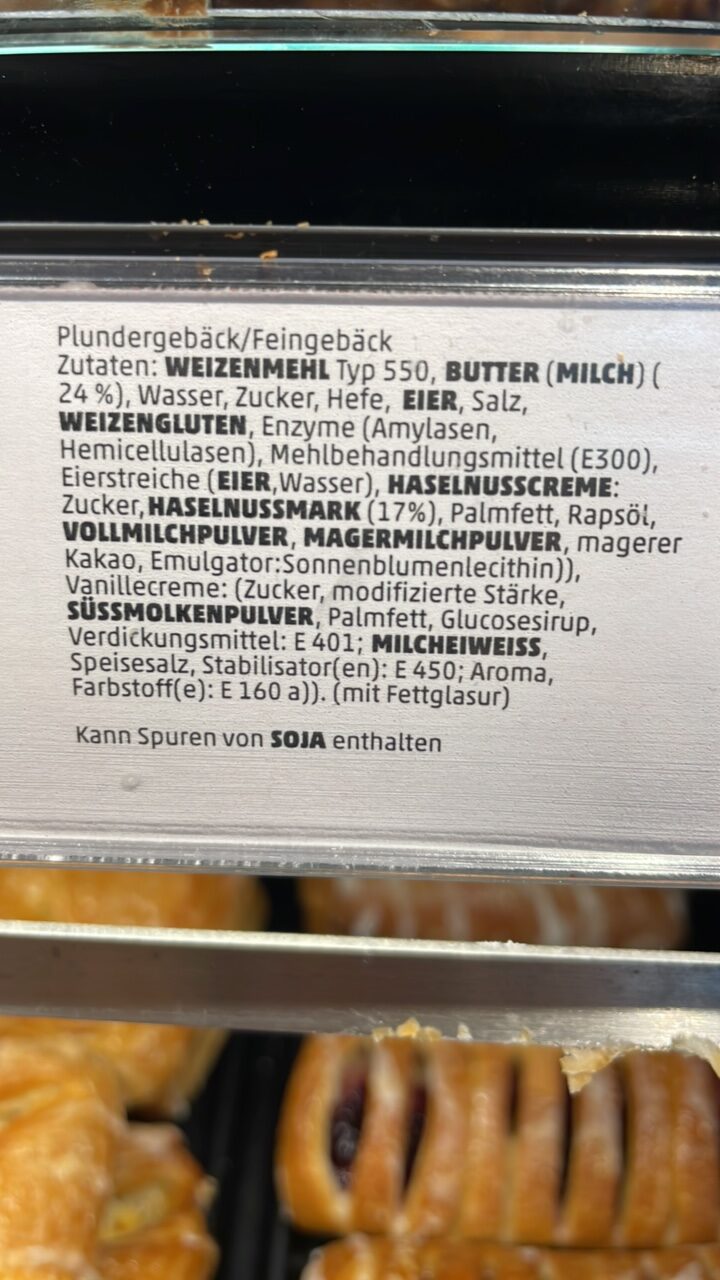 Plundergebäck/Feingebäck
Zutaten: WEIZENMEHL Typ 550, BUTTER (MILCH) (
24 %), Wasser, Zucker, Hefe, EIER, Salz,
WEIZENGLUTEN, Enzyme (Amylasen,
Hemicellulasen), Mehlbehandlungsmittel (E300),
Eierstreiche (EIER,Wasser), HASELNUSSCREME:
Zucker,HASELNUSSMARK (17%), Palmfett, Rapsöl,
VOLLMILCHPULVER, MAGERMILCHPULVER, magerer
Kakao, Emulgator:Sonnenblumenlecithin)),
Vanillecreme: (Zucker, modifizierte Stärke,
SÜSSMOLKENPULVER, Palmfett, Glucosesirup,
Verdickungsmittel: E 401; MILCHEIWEISS,
Speisesalz, Stabilisator(en): E 450; Aroma,
Farbstoff(e): E 160 a)). (mit Fettglasur)
Kann Spuren von SOJA enthalten